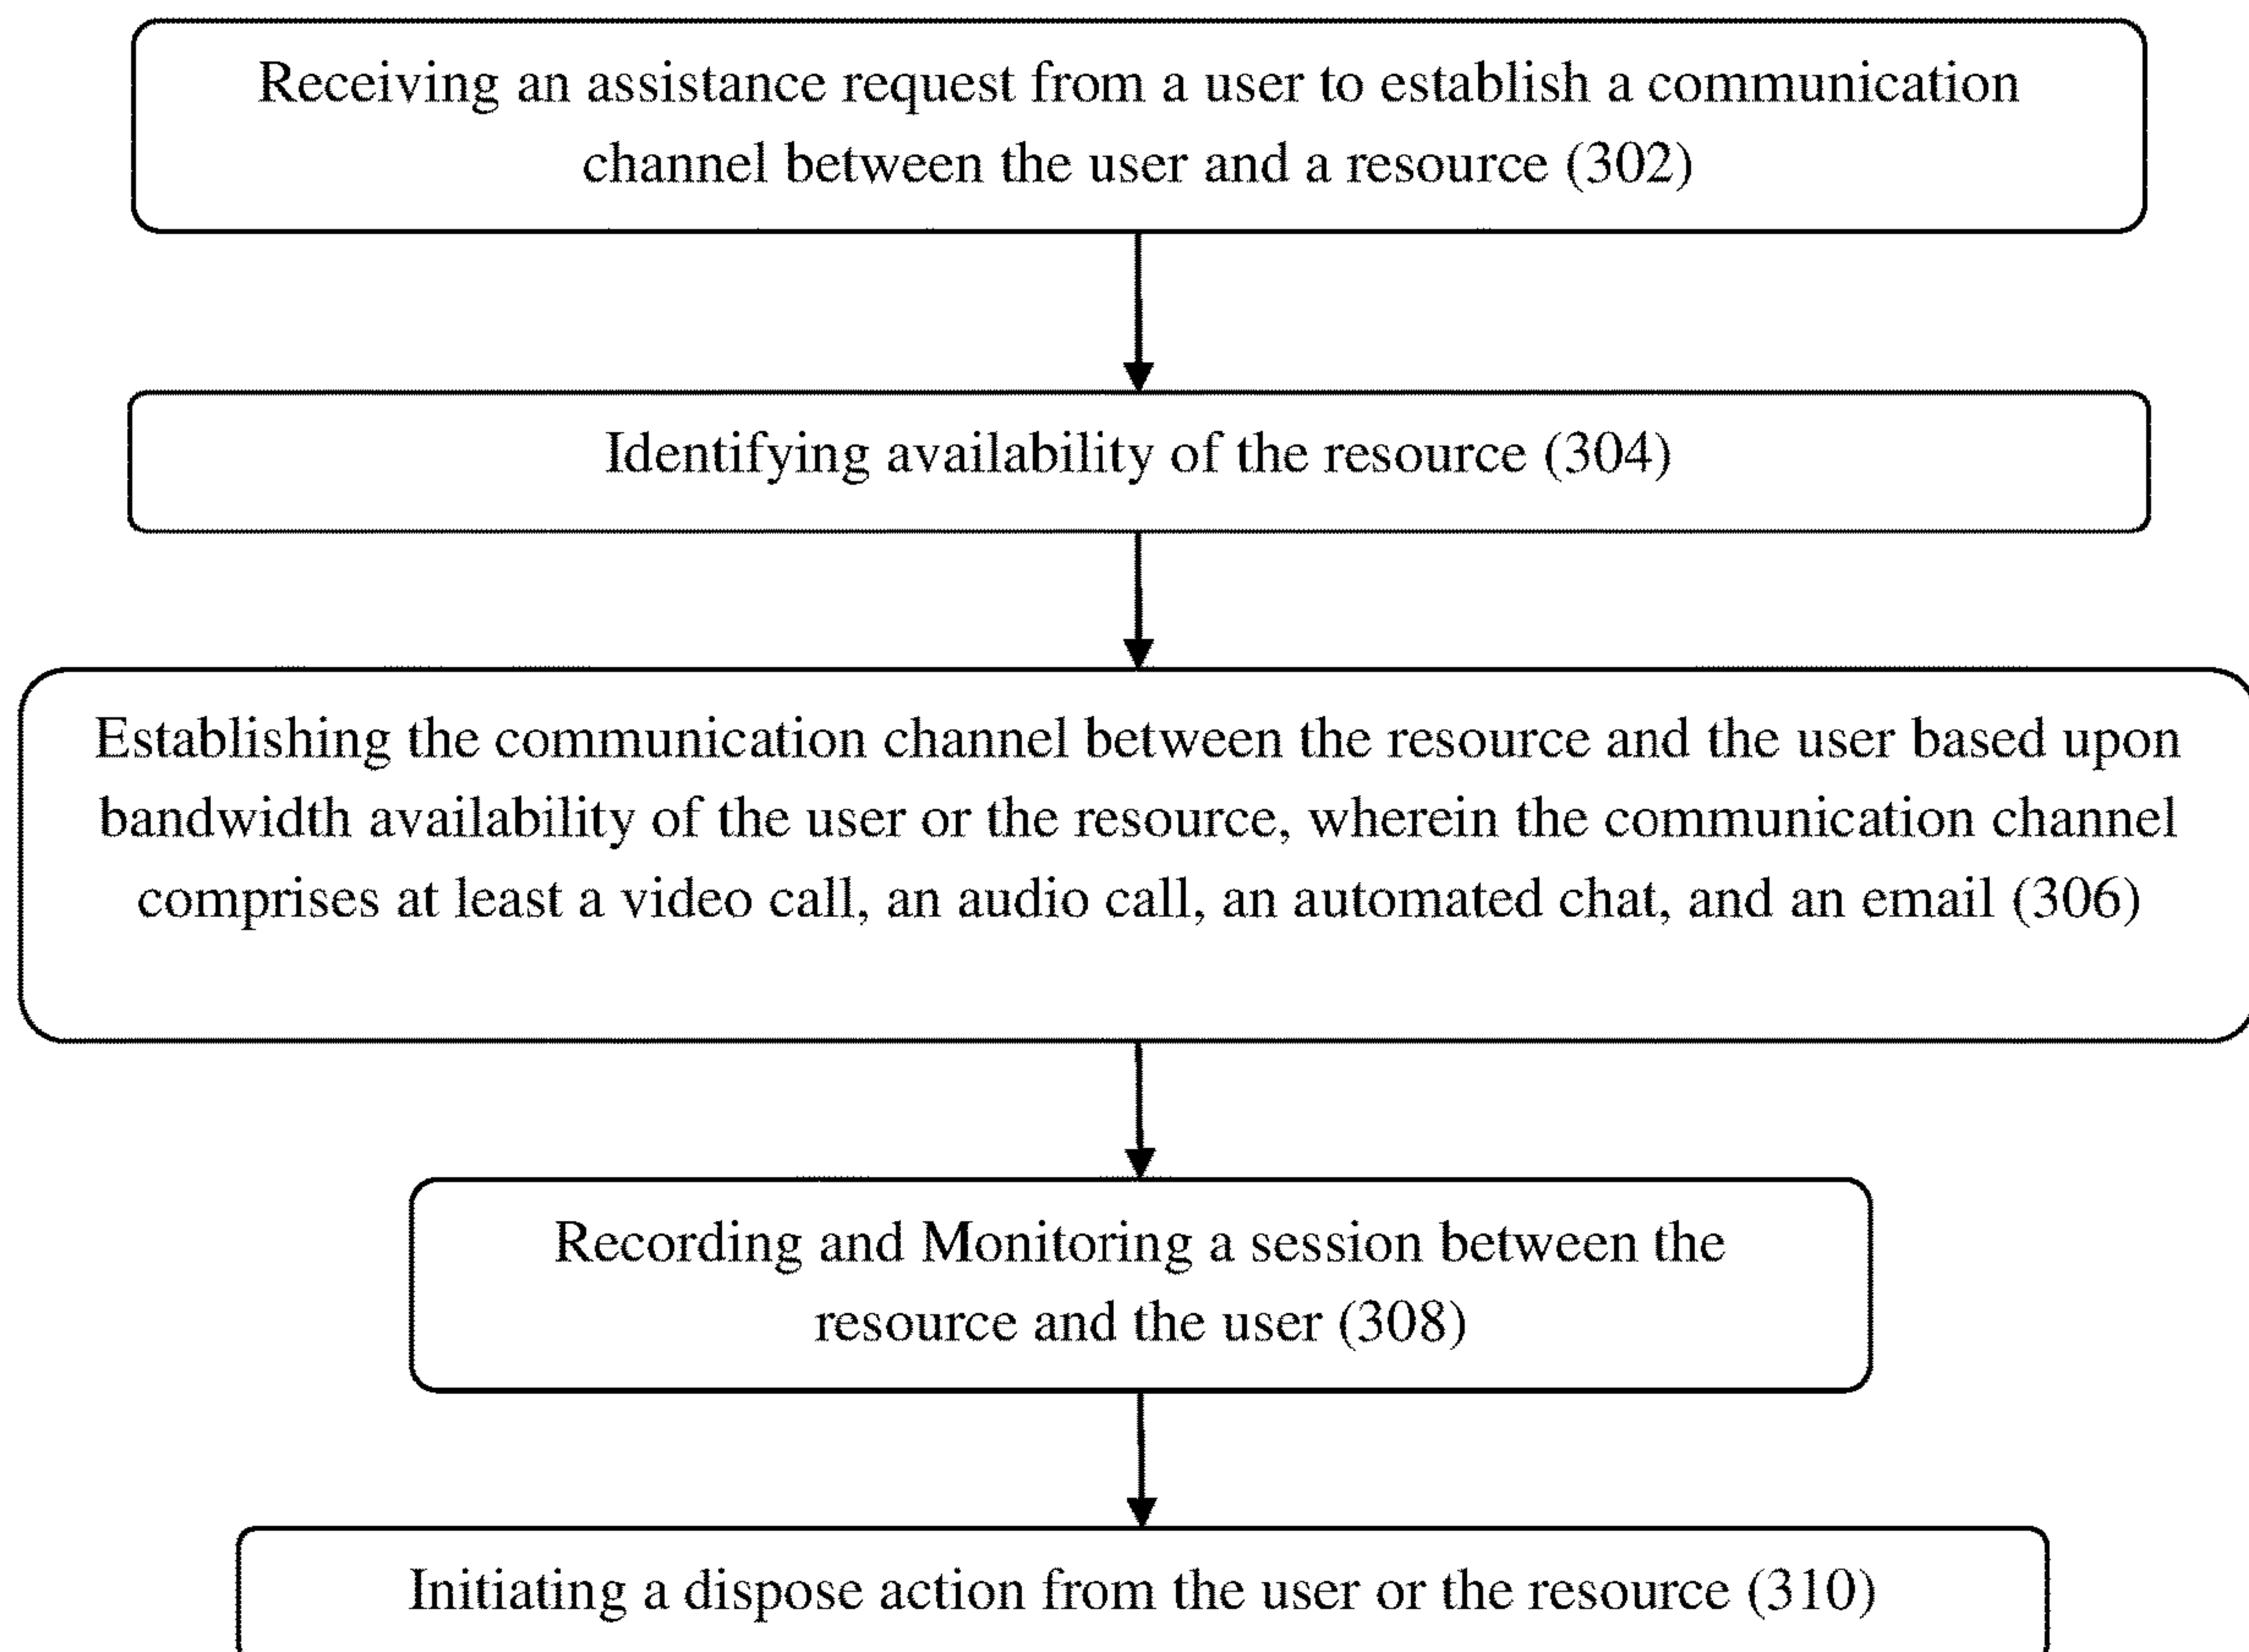 Receiving an assistance request from a user to establish a communication
channel between the user and a resource (302)
Identifying availability of the resource (304)
Establishing the communication channel between the resource and the user based upon
bandwidth availability of the user or the resource, wherein the communication channel
comprises at least a video call, an audio call, an automated chat, and an email (306)
Recording and Monitoring a session between the
resource and the user (308)
Initiating a dispose action from the user or the resource (310)